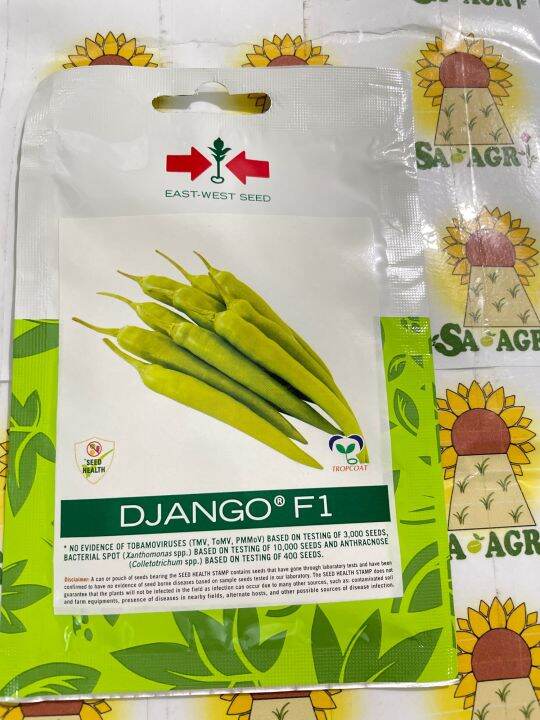 EAST-WEST SEED
SEED
HEALTH
TROPCOAT
DJANGO® F1
* NO EVIDENCE OF TOBAMOVIRUSES (TMV, ToMV, PMMoV) BASED ON TESTING OF 3,000 SEEDS,
BACTERIAL SPOT (Xanthomonas spp.) BASED ON TESTING OF 10,000 SEEDS AND ANTHRACNOSE
(Colletotrichum spp.) BASED ON TESTING OF 400 SEEDS.
Disclaimer: A can or pouch of seeds bearing the SEED HEALTH STAMP contains seeds that have gone through laboratory tests and have been
confirmed to have no evidence of seed borne diseases based on sample seeds tested in our laboratory. The SEED HEALTH STAMP does not
guarantee that the plants will not be infected in the field as infection can occur due to many other sources, such as: contaminated soil
and farm equipments, presence of diseases in nearby fields, alternate hosts, and other possible sources of disease infection.
SA AGRI
SA AGR
SA AGR
SA AGR